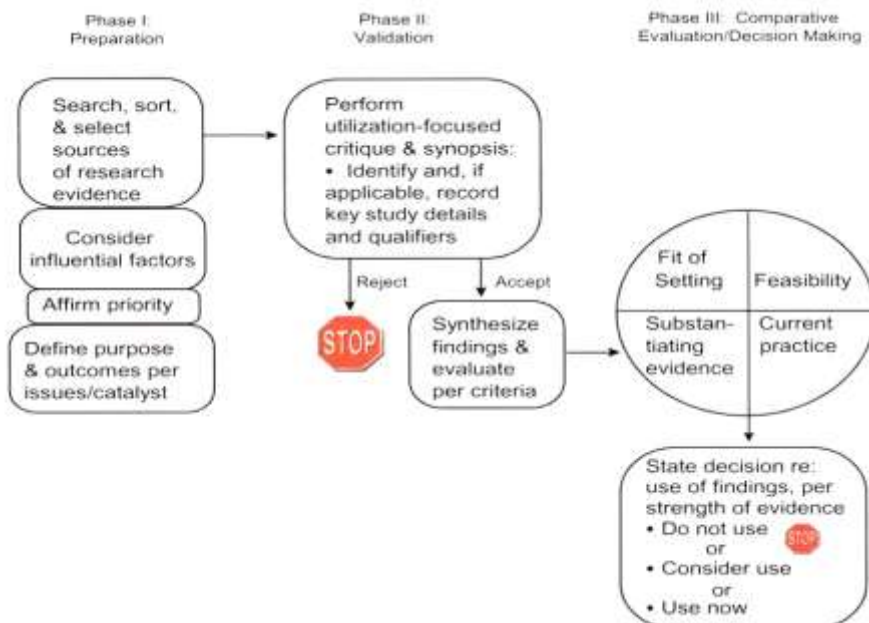 Phase I:
Preparation
Phase II:
Validation
Phase III: Comparative
Evaluation/Decision Making
Search, sort,
& select
sources
of research
evidence
Consider
influential factors
Affirm priority
Define purpose
& outcomes per
issues/catalyst
Perform
utilization-focused
critique & synopsis:
• Identify and, if
applicable, record
key study details
and qualifiers
Reject
Accept
STOP
Synthesize
findings &
evaluate
per criteria
Fit of
Setting
Feasibility
Substan-
tiating
evidence
Current
practice
State decision re:
use of findings, per
strength of evidence
• Do not use
STOP
or
• Consider use
or
• Use now